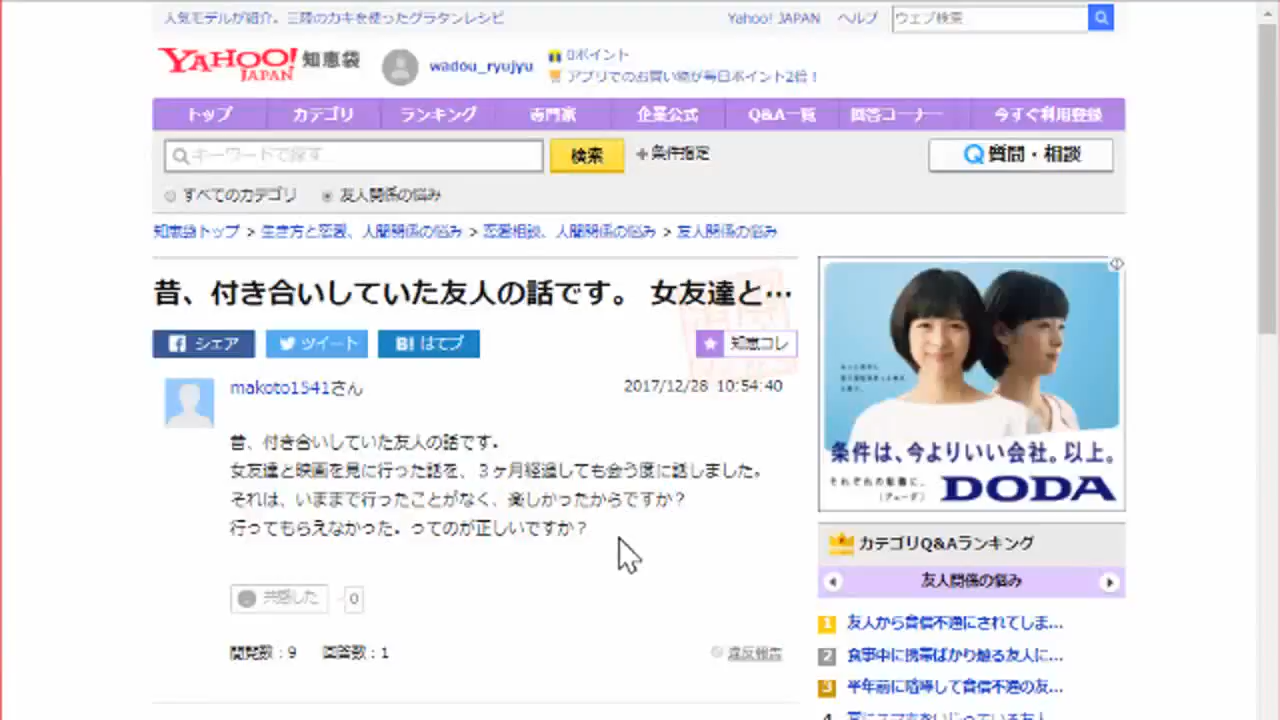 人気モデルが紹介。三陸のカキを使ったグラタンレシピ
Yahoo! JAPAN ヘルプ
ウェブ検索
YAHOO! JAPAN 知恵袋
wadou_ryujyu
0ポイント
アプリでのお買い物が毎日ポイント2倍！
トップ カテゴリ ランキング 専門家 企業公式 Q&A一覧 回答コーナー 今すぐ利用登録
キーワードで探す 検索 +条件指定 Q 質問・相談
すべてのカテゴリ 友人関係の悩み
知恵袋トップ > 生き方と恋愛、人間関係の悩み > 恋愛相談、人間関係の悩み > 友人関係の悩み
昔、付き合いしていた友人の話です。 女友達と…
シェア ツイート B!はてブ 知恵コレ
makoto1541さん 2017/12/28 10:54:40
昔、付き合いしていた友人の話です。
女友達と映画を見に行った話を、３ヶ月経過しても会う度に話しました。
それは、いままで行ったことがなく、楽しかったからですか？
行ってもらえなかった。ってのが正しいですか？
共感した 0
閲覧数：9 回答数：1 違反報告
条件は、今よりいい会社。以上。
（デューダ） DODA
カテゴリQ&Aランキング
友人関係の悩み
1 友人から音信不通にされてしま...
2 食事中に携帯ばかり触る友人に...
3 半年前に喧嘩して音信不通の友...
4